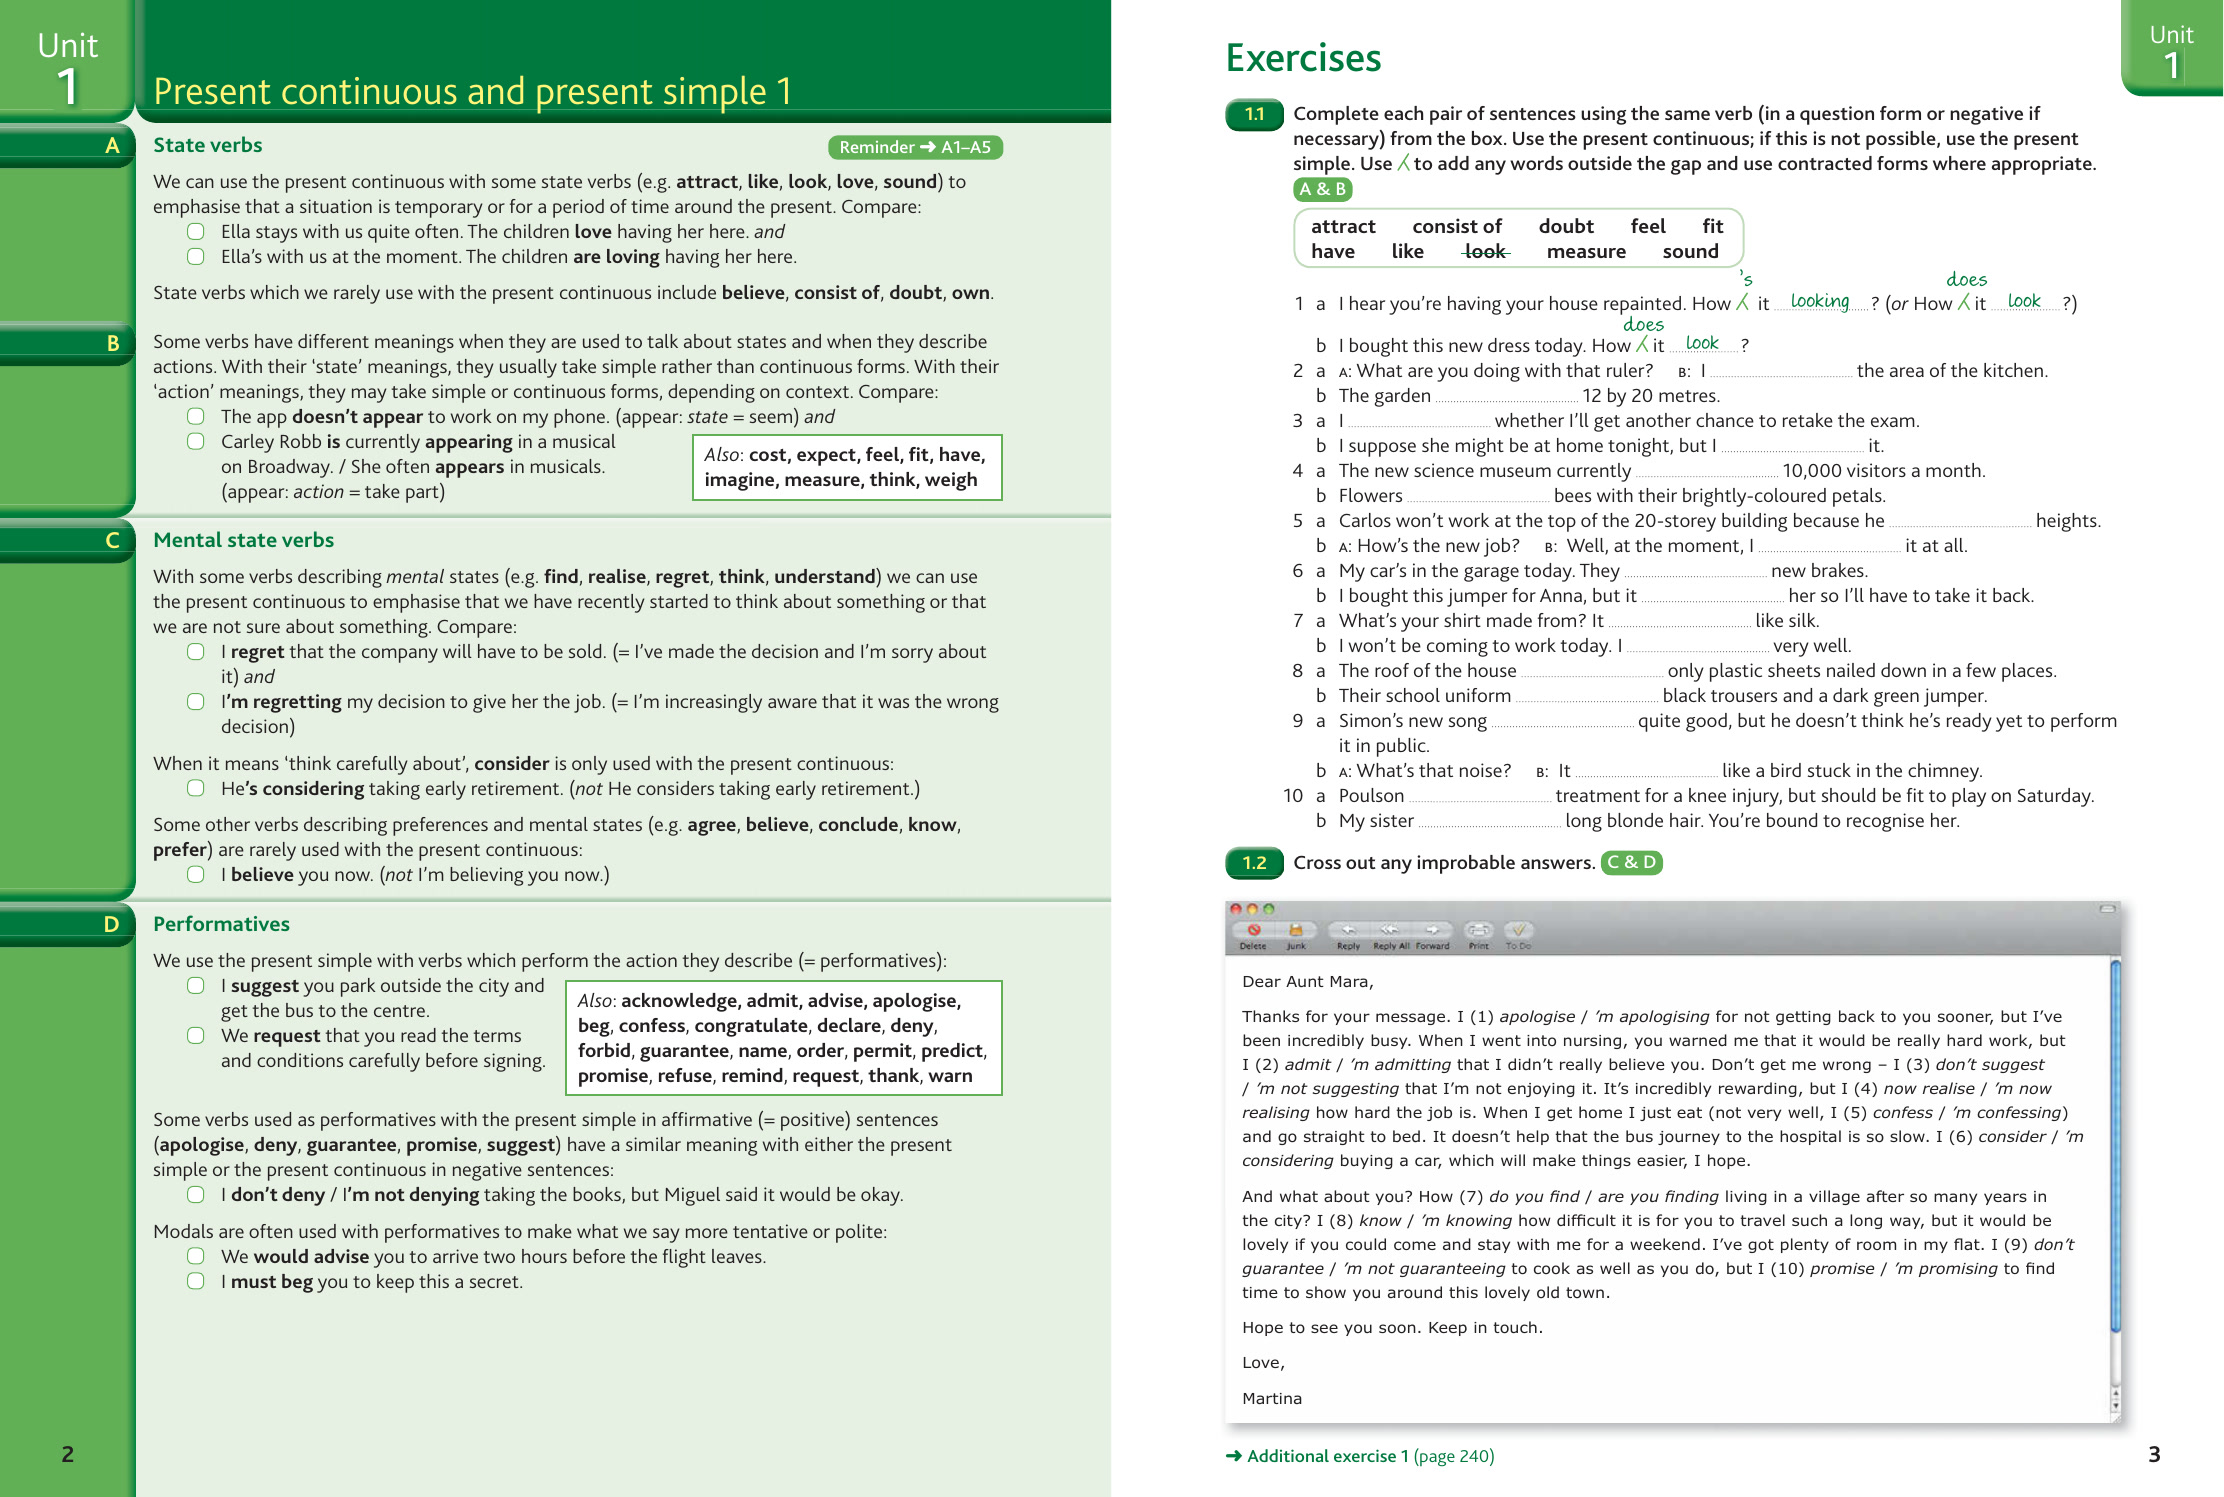 Unit
1
Present continuous and present simple 1
A
State verbs
Reminder ➜ A1–A5
We can use the present continuous with some state verbs (e.g. attract, like, look, love, sound) to
emphasise that a situation is temporary or for a period of time around the present. Compare:
Ella stays with us quite often. The children love having her here. and
Ella’s with us at the moment. The children are loving having her here.
State verbs which we rarely use with the present continuous include believe, consist of, doubt, own.
B
Some verbs have different meanings when they are used to talk about states and when they describe
actions. With their ‘state’ meanings, they usually take simple rather than continuous forms. With their
‘action’ meanings, they may take simple or continuous forms, depending on context. Compare:
The app doesn’t appear to work on my phone. (appear: state = seem) and
Carley Robb is currently appearing in a musical
on Broadway. / She often appears in musicals.
(appear: action = take part)
Also: cost, expect, feel, fit, have,
imagine, measure, think, weigh
C
Mental state verbs
With some verbs describing mental states (e.g. find, realise, regret, think, understand) we can use
the present continuous to emphasise that we have recently started to think about something or that
we are not sure about something. Compare:
I regret that the company will have to be sold. (= I’ve made the decision and I’m sorry about
it) and
I’m regretting my decision to give her the job. (= I’m increasingly aware that it was the wrong
decision)
When it means ‘think carefully about’, consider is only used with the present continuous:
He’s considering taking early retirement. (not He considers taking early retirement.)
Some other verbs describing preferences and mental states (e.g. agree, believe, conclude, know,
prefer) are rarely used with the present continuous:
I believe you now. (not I’m believing you now.)
D
Performatives
We use the present simple with verbs which perform the action they describe (= performatives):
I suggest you park outside the city and
get the bus to the centre.
We request that you read the terms
and conditions carefully before signing.
Also: acknowledge, admit, advise, apologise,
beg, confess, congratulate, declare, deny,
forbid, guarantee, name, order, permit, predict,
promise, refuse, remind, request, thank, warn
Some verbs used as performatives with the present simple in affirmative (= positive) sentences
(apologise, deny, guarantee, promise, suggest) have a similar meaning with either the present
simple or the present continuous in negative sentences:
I don’t deny / I’m not denying taking the books, but Miguel said it would be okay.
Modals are often used with performatives to make what we say more tentative or polite:
We would advise you to arrive two hours before the flight leaves.
I must beg you to keep this a secret.
2
Exercises
Unit
1
1.1 Complete each pair of sentences using the same verb (in a question form or negative if
necessary) from the box. Use the present continuous; if this is not possible, use the present
simple. Use ⁁ to add any words outside the gap and use contracted forms where appropriate.
A & B
attract consist of doubt feel fit
have like look measure sound
’s does
1 a I hear you’re having your house repainted. How ⁁ it looking ? (or How ⁁ it look ?)
does
b I bought this new dress today. How ⁁ it look ?
2 a A: What are you doing with that ruler? B: I ........ the area of the kitchen.
b The garden ........ 12 by 20 metres.
3 a I ........ whether I’ll get another chance to retake the exam.
b I suppose she might be at home tonight, but I ........ it.
4 a The new science museum currently ........ 10,000 visitors a month.
b Flowers ........ bees with their brightly-coloured petals.
5 a Carlos won’t work at the top of the 20-storey building because he ........ heights.
b A: How’s the new job? B: Well, at the moment, I ........ it at all.
6 a My car’s in the garage today. They ........ new brakes.
b I bought this jumper for Anna, but it ........ her so I’ll have to take it back.
7 a What’s your shirt made from? It ........ like silk.
b I won’t be coming to work today. I ........ very well.
8 a The roof of the house ........ only plastic sheets nailed down in a few places.
b Their school uniform ........ black trousers and a dark green jumper.
9 a Simon’s new song ........ quite good, but he doesn’t think he’s ready yet to perform
it in public.
b A: What’s that noise? B: It ........ like a bird stuck in the chimney.
10 a Poulson ........ treatment for a knee injury, but should be fit to play on Saturday.
b My sister ........ long blonde hair. You’re bound to recognise her.
1.2 Cross out any improbable answers. C & D
Delete Junk Reply Reply All Forward Print To Do
Dear Aunt Mara,
Thanks for your message. I (1) apologise / ’m apologising for not getting back to you sooner, but I’ve
been incredibly busy. When I went into nursing, you warned me that it would be really hard work, but
I (2) admit / ’m admitting that I didn’t really believe you. Don’t get me wrong – I (3) don’t suggest
/ ’m not suggesting that I’m not enjoying it. It’s incredibly rewarding, but I (4) now realise / ’m now
realising how hard the job is. When I get home I just eat (not very well, I (5) confess / ’m confessing)
and go straight to bed. It doesn’t help that the bus journey to the hospital is so slow. I (6) consider / ’m
considering buying a car, which will make things easier, I hope.
And what about you? How (7) do you find / are you finding living in a village after so many years in
the city? I (8) know / ’m knowing how difficult it is for you to travel such a long way, but it would be
lovely if you could come and stay with me for a weekend. I’ve got plenty of room in my flat. I (9) don’t
guarantee / ’m not guaranteeing to cook as well as you do, but I (10) promise / ’m promising to find
time to show you around this lovely old town.
Hope to see you soon. Keep in touch.
Love,
Martina
➜ Additional exercise 1 (page 240)
3